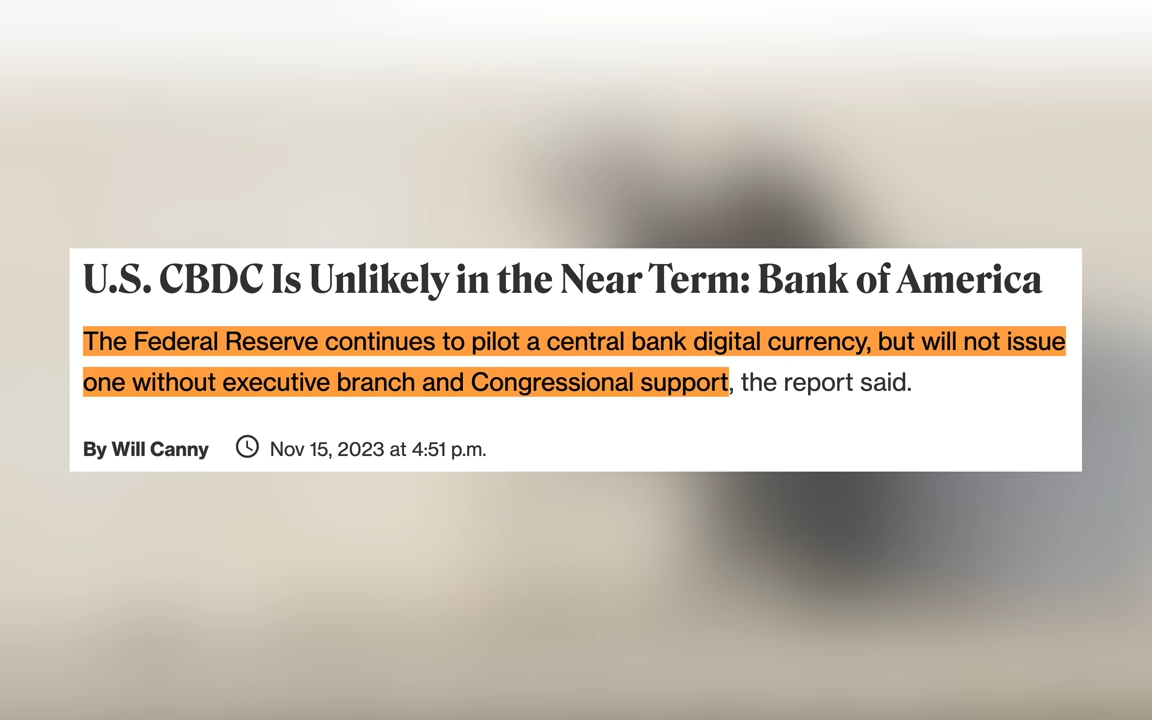 U.S. CBDC Is Unlikely in the Near Term: Bank of America
The Federal Reserve continues to pilot a central bank digital currency, but will not issue
one without executive branch and Congressional support, the report said.
By Will Canny Nov 15, 2023 at 4:51 p.m.